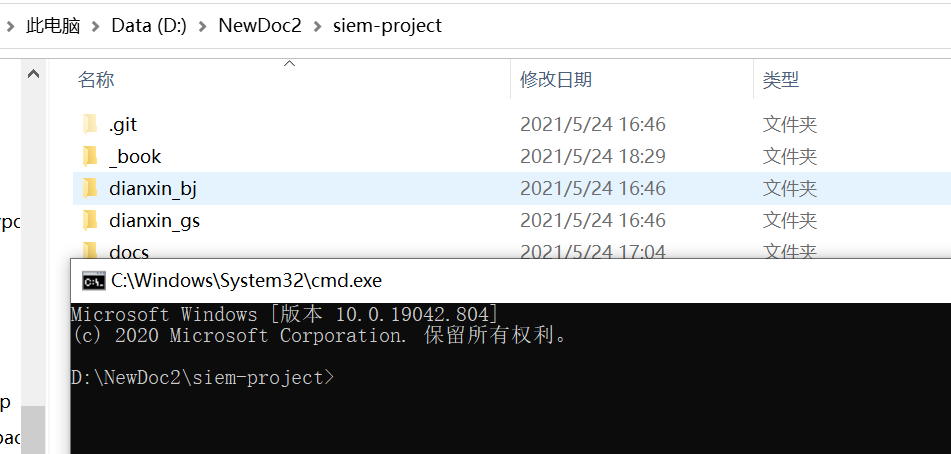 此电脑 > Data (D:) > NewDoc2 > siem-project
名称 修改日期 类型
.git 2021/5/24 16:46 文件夹
_book 2021/5/24 18:29 文件夹
dianxin_bj 2021/5/24 16:46 文件夹
dianxin_gs 2021/5/24 16:46 文件夹
docs 2021/5/24 17:04 文件夹
C:\Windows\System32\cmd.exe
Microsoft Windows [版本 10.0.19042.804]
(c) 2020 Microsoft Corporation. 保留所有权利。
D:\NewDoc2\siem-project>